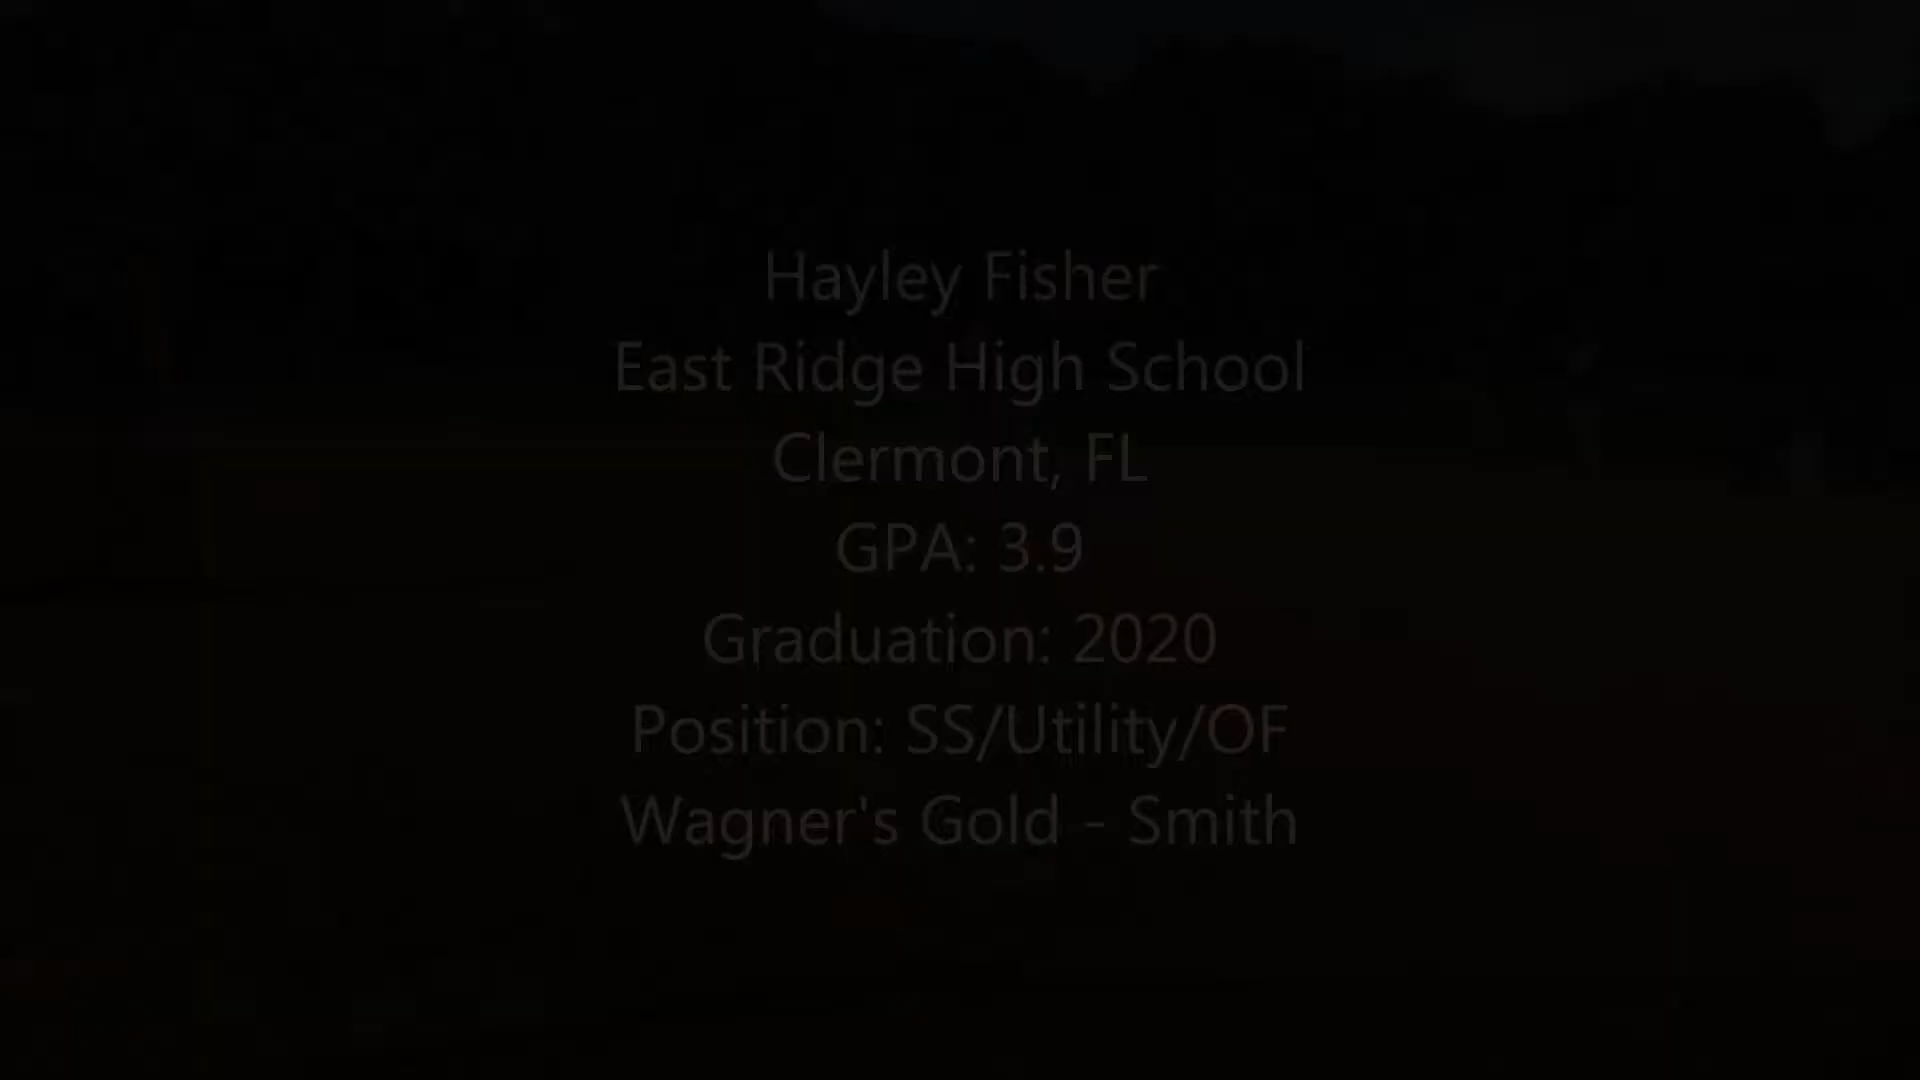 Hayley Fisher
East Ridge High School
Clermont, FL
GPA: 3.9
Graduation: 2020
Position: SS/Utility/OF
Wagner's Gold - Smith